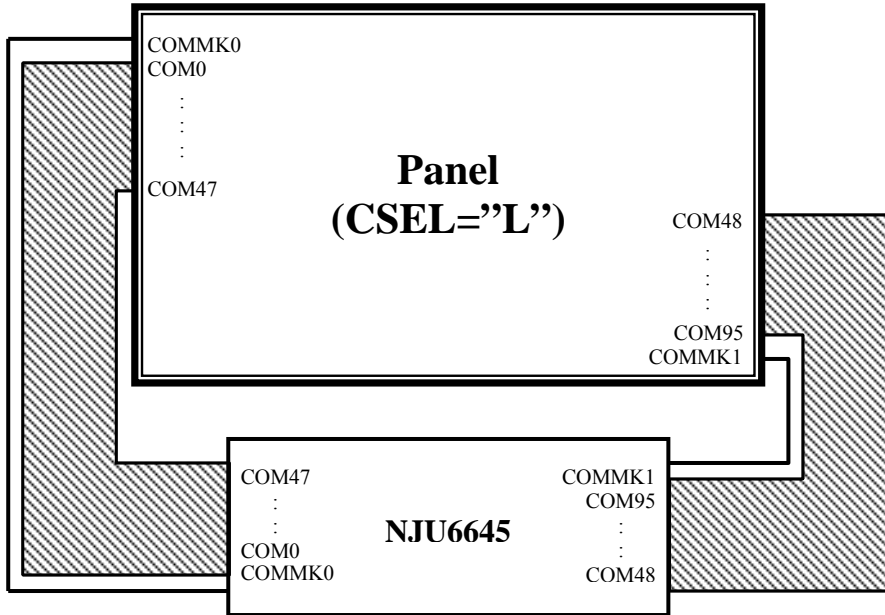 COMMK0
COM0
:
:
:
COM47
Panel
(CSEL=”L”)
COM48
:
:
:
COM95
COMMK1
COM47
:
:
COM0
COMMK0
NJU6645
COMMK1
COM95
:
:
COM48